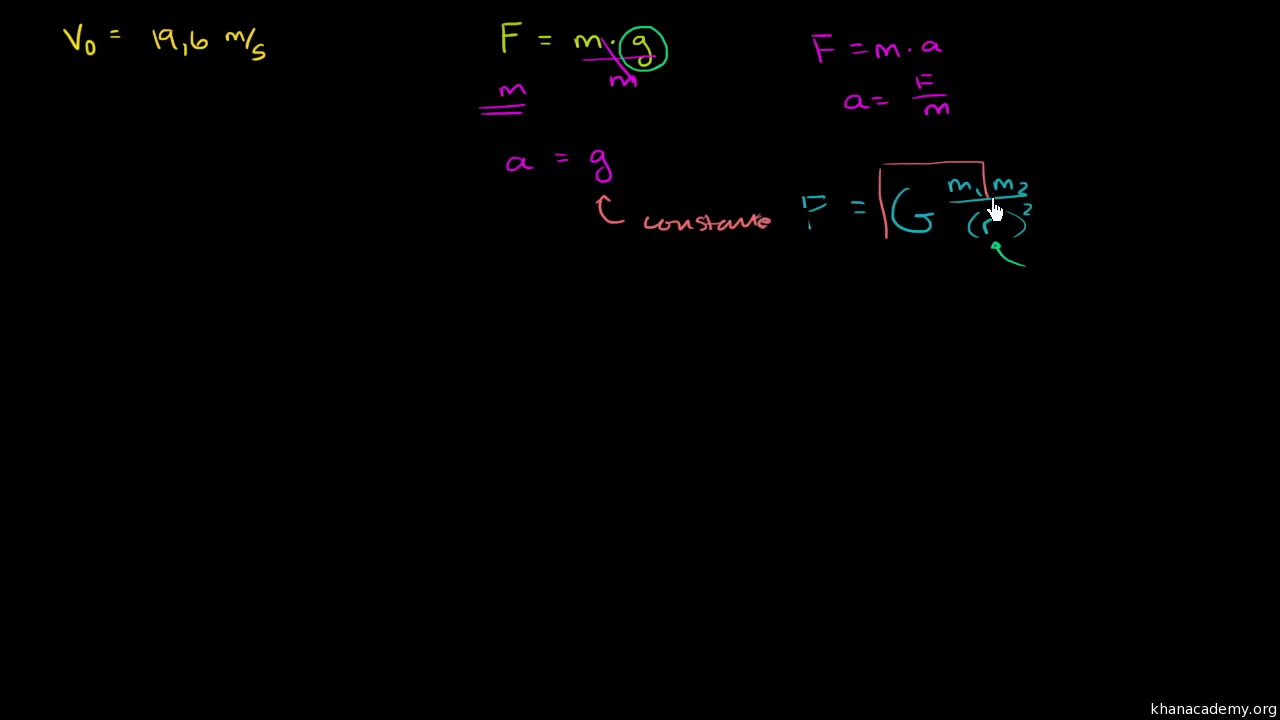 V₀ = 19,6 m/s
F = m · g
m
m
a = g
constante
F = m · a
a = F/m
F = G m₁ m₂ / (r)²
khanacademy.org